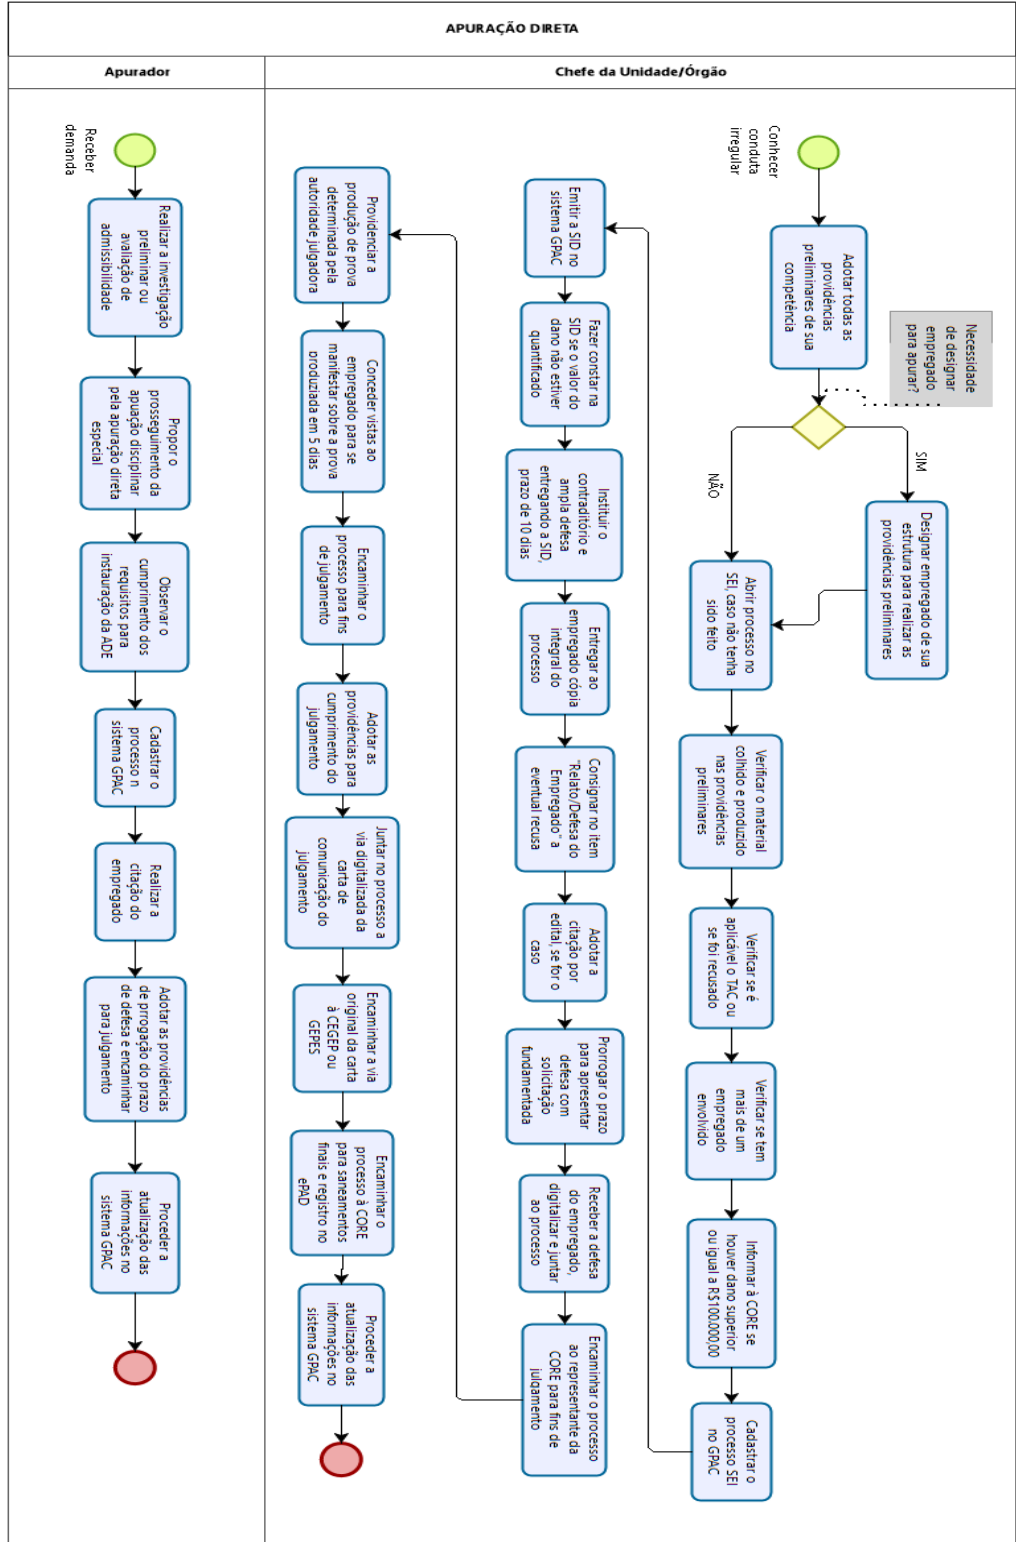 APURAÇÃO DIRETA
Apurador
Chefe da Unidade/Órgão
Conhecer
conduta
irregular
Adotar todas as
providências
preliminares de sua
competência
Necessidade
de designar
empregado
para apurar?
SIM
NÃO
Designar empregado de sua
estrutura para realizar as
providências preliminares
Abrir processo no
SEI, caso não tenha
sido feito
Verificar o material
colhido e produzido
nas providências
preliminares
Verificar se é
aplicável o TAC ou
se foi recusado
Verificar se tem
mais de um
empregado
envolvido
Informar à CORE se
houver dano superior
ou igual a R$100.000,00
Cadastrar o
processo SEI
no GPAC
Emitir a SID no
sistema GPAC
Fazer constar na
SID se o valor do
dano não estiver
quantificado
Instituir o
contraditório e
ampla defesa
entregando a SID,
prazo de 10 dias
Entregar ao
empregado cópia
integral do
processo
Consignar no item
"Relato/Defesa do
Empregado" a
eventual recusa
Adotar a
citação por
edital, se for o
caso
Prorrogar o prazo
para apresentar
defesa com
solicitação
fundamentada
Receber a defesa
do empregado,
digitalizar e juntar
ao processo
Encaminhar o processo
ao representante da
CORE para fins de
julgamento
Providenciar a
produção de prova
determinada pela
autoridade julgadora
Conceder vistas ao
empregado para se
manifestar sobre a prova
produziada em 5 dias
Encaminhar o
processo para fins
de julgamento
Adotar as
providências para
cumprimento do
julgamento
Juntar no processo a
via digitalizada da
carta de
comunicação do
julgamento
Encaminhar a via
original da carta
à CEGEP ou
GEPES
Encaminhar o
processo à CORE
para saneamentos
finais e registro no
ePAD
Proceder a
atualização das
informações no
sistema GPAC
Receber
demanda
Realizar a investigação
preliminar ou
avaliação de
admissibilidade
Propor o
prosseguimento da
apuação disciplinar
pela apuração direta
especial
Observar o
cumprimento dos
requisitos para
instauração da ADE
Cadastrar o
processo n
sistema GPAC
Realizar a
citação do
empregado
Adotar as providências
de prrogação do prazo
de defesa e encaminhar
para julgamento
Proceder a
atualização das
informações no
sistema GPAC